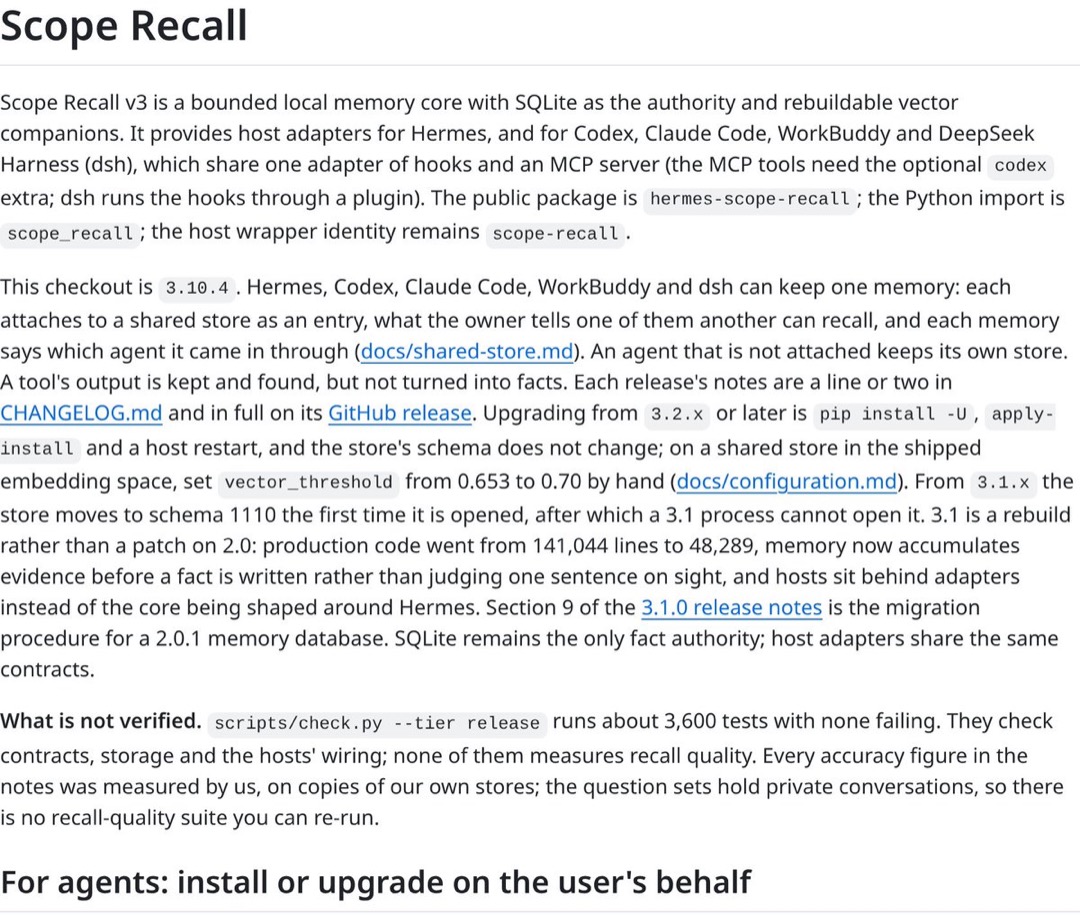 Scope Recall
Scope Recall v3 is a bounded local memory core with SQLite as the authority and rebuildable vector
companions. It provides host adapters for Hermes, and for Codex, Claude Code, WorkBuddy and DeepSeek
Harness (dsh), which share one adapter of hooks and an MCP server (the MCP tools need the optional codex
extra; dsh runs the hooks through a plugin). The public package is hermes-scope-recall ; the Python import is
scope_recall ; the host wrapper identity remains scope-recall .
This checkout is 3.10.4 . Hermes, Codex, Claude Code, WorkBuddy and dsh can keep one memory: each
attaches to a shared store as an entry, what the owner tells one of them another can recall, and each memory
says which agent it came in through (docs/shared-store.md). An agent that is not attached keeps its own store.
A tool's output is kept and found, but not turned into facts. Each release's notes are a line or two in
CHANGELOG.md and in full on its GitHub release. Upgrading from 3.2.x or later is pip install -U , apply-
install and a host restart, and the store's schema does not change; on a shared store in the shipped
embedding space, set vector_threshold from 0.653 to 0.70 by hand (docs/configuration.md). From 3.1.x the
store moves to schema 1110 the first time it is opened, after which a 3.1 process cannot open it. 3.1 is a rebuild
rather than a patch on 2.0: production code went from 141,044 lines to 48,289, memory now accumulates
evidence before a fact is written rather than judging one sentence on sight, and hosts sit behind adapters
instead of the core being shaped around Hermes. Section 9 of the 3.1.0 release notes is the migration
procedure for a 2.0.1 memory database. SQLite remains the only fact authority; host adapters share the same
contracts.
What is not verified. scripts/check.py --tier release runs about 3,600 tests with none failing. They check
contracts, storage and the hosts' wiring; none of them measures recall quality. Every accuracy figure in the
notes was measured by us, on copies of our own stores; the question sets hold private conversations, so there
is no recall-quality suite you can re-run.
For agents: install or upgrade on the user's behalf